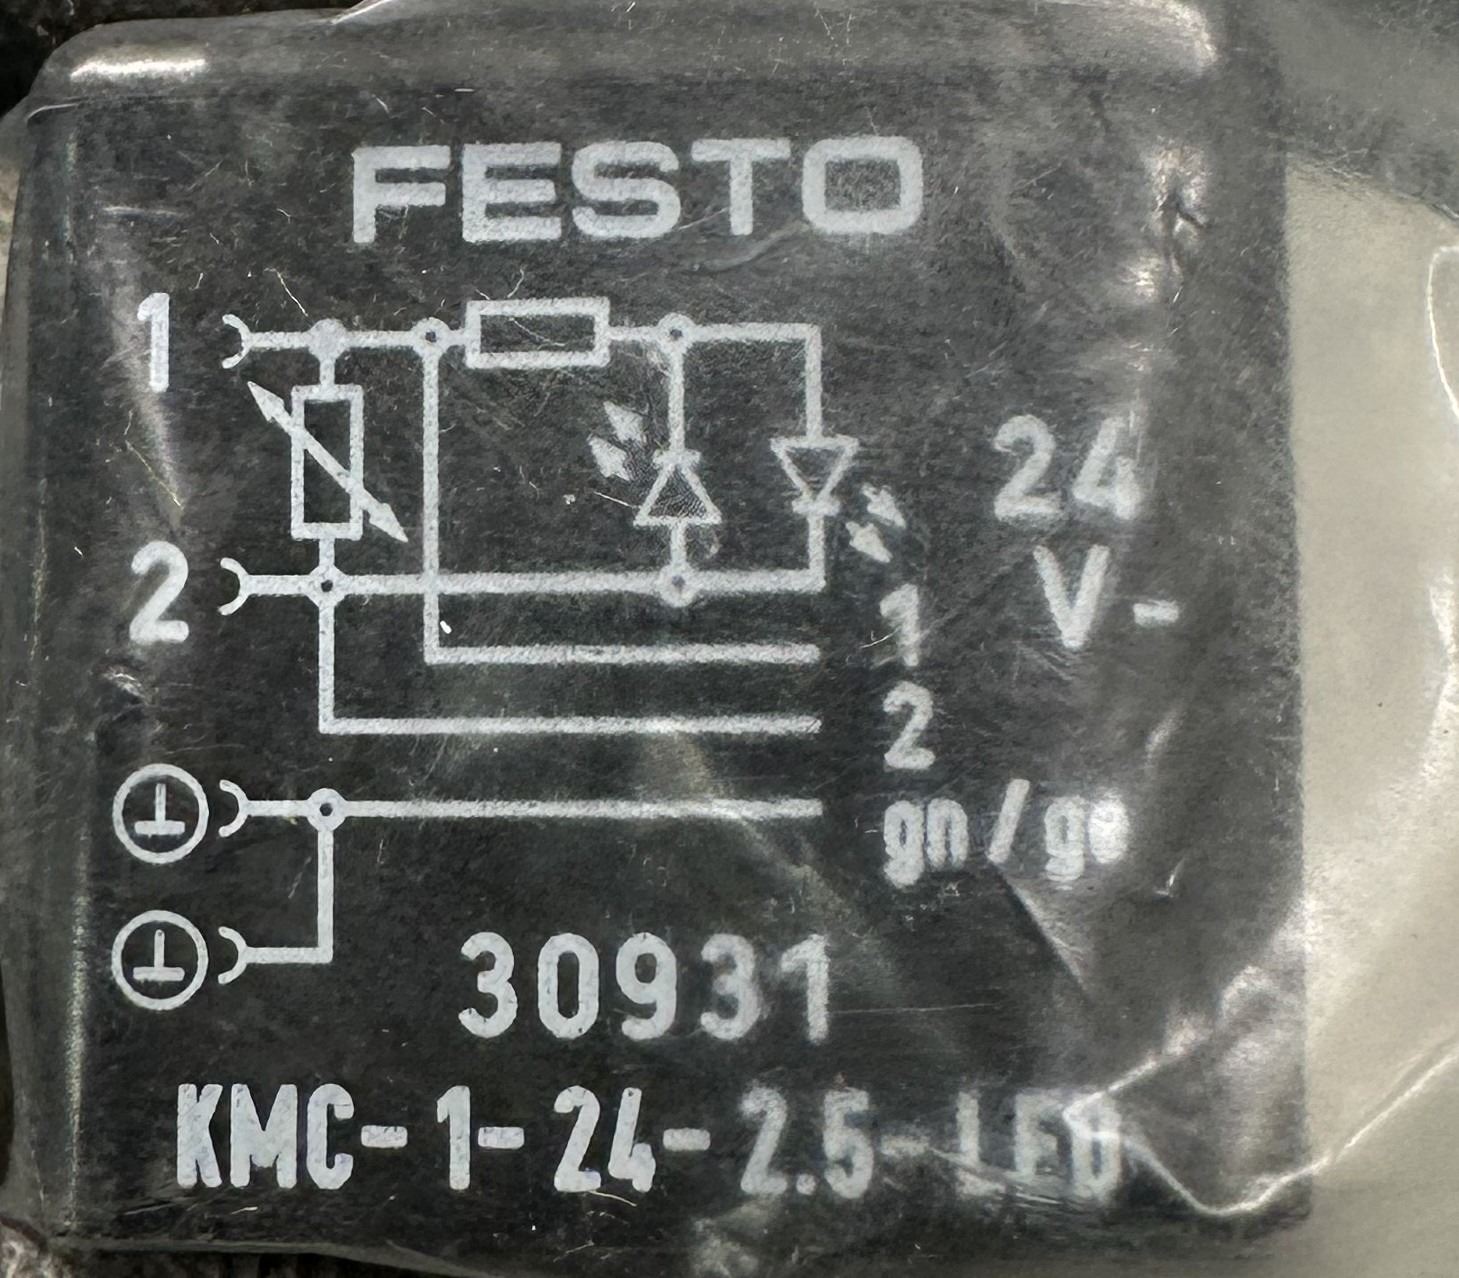 FESTO
1
2
24
V-
1
2
gn/ge
30931
KMC-1-24-2.5-LED